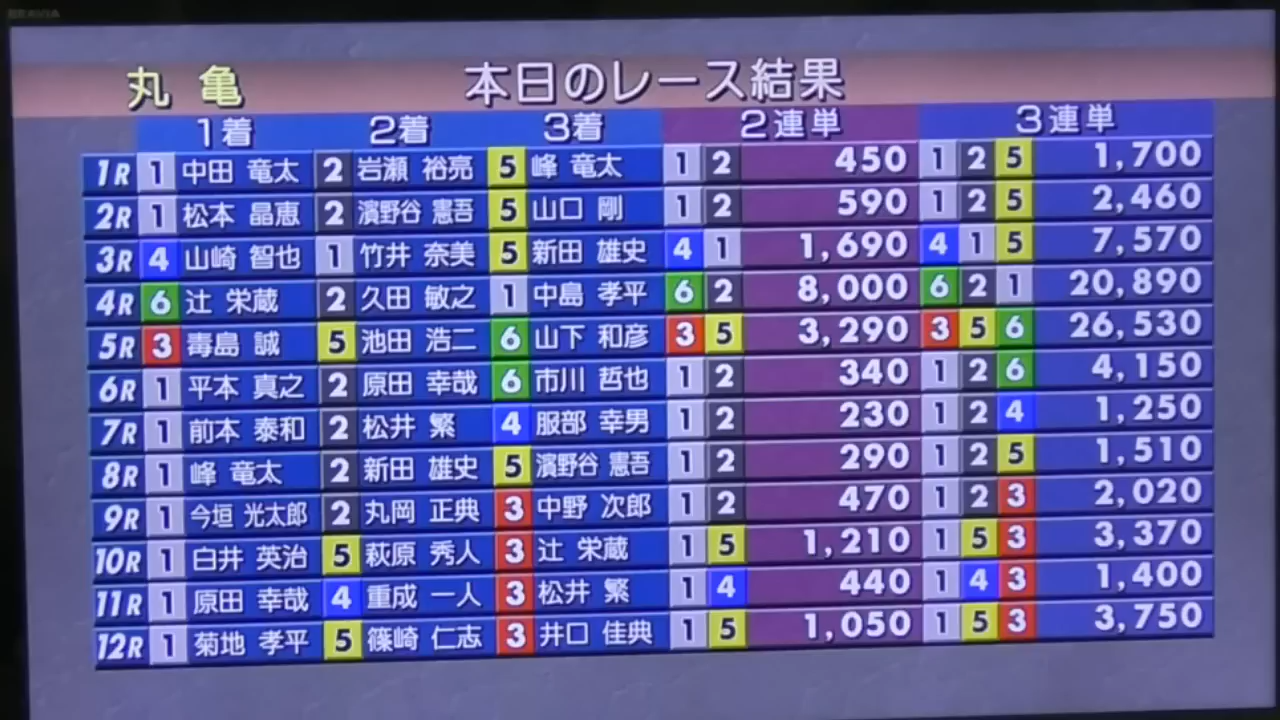 丸亀 本日のレース結果
1着 2着 3着 2連単 3連単
1R 1 中田 竜太 2 岩瀬 裕亮 5 峰 竜太 1 2 450 1 2 5 1,700
2R 1 松本 晶恵 2 濱野谷 憲吾 5 山口 剛 1 2 590 1 2 5 2,460
3R 4 山崎 智也 1 竹井 奈美 5 新田 雄史 4 1 1,690 4 1 5 7,570
4R 6 辻 栄蔵 2 久田 敏之 1 中島 孝平 6 2 8,000 6 2 1 20,890
5R 3 毒島 誠 5 池田 浩二 6 山下 和彦 3 5 3,290 3 5 6 26,530
6R 1 平本 真之 2 原田 幸哉 6 市川 哲也 1 2 340 1 2 6 4,150
7R 1 前本 泰和 2 松井 繁 4 服部 幸男 1 2 230 1 2 4 1,250
8R 1 峰 竜太 2 新田 雄史 5 濱野谷 憲吾 1 2 290 1 2 5 1,510
9R 1 今垣 光太郎 2 丸岡 正典 3 中野 次郎 1 2 470 1 2 3 2,020
10R 1 白井 英治 5 萩原 秀人 3 辻 栄蔵 1 5 1,210 1 5 3 3,370
11R 1 原田 幸哉 4 重成 一人 3 松井 繁 1 4 440 1 4 3 1,400
12R 1 菊地 孝平 5 篠崎 仁志 3 井口 佳典 1 5 1,050 1 5 3 3,750